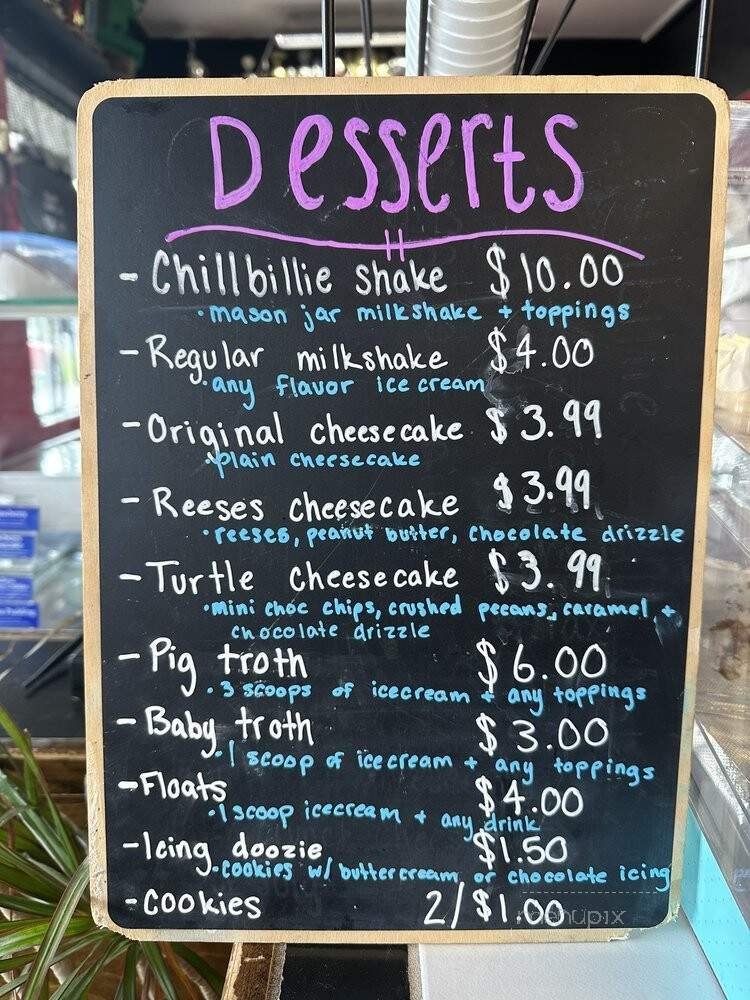 Desserts
- Chillbillie shake $10.00
• mason jar milkshake + toppings
- Regular milkshake $4.00
• any flavor ice cream
- Original cheesecake $3.99
• plain cheesecake
- Reeses cheesecake $3.99
• reeses, peanut butter, chocolate drizzle
- Turtle cheesecake $3.99
• mini choc chips, crushed pecans, caramel, +
chocolate drizzle
- Pig troth $6.00
• 3 scoops of icecream + any toppings
- Baby troth $3.00
• 1 scoop of icecream + any toppings
- Floats $4.00
• 1 scoop icecream + any drink
- Icing doozie $1.50
• cookies w/ buttercream or chocolate icing
- Cookies 2/$1.00
menupix